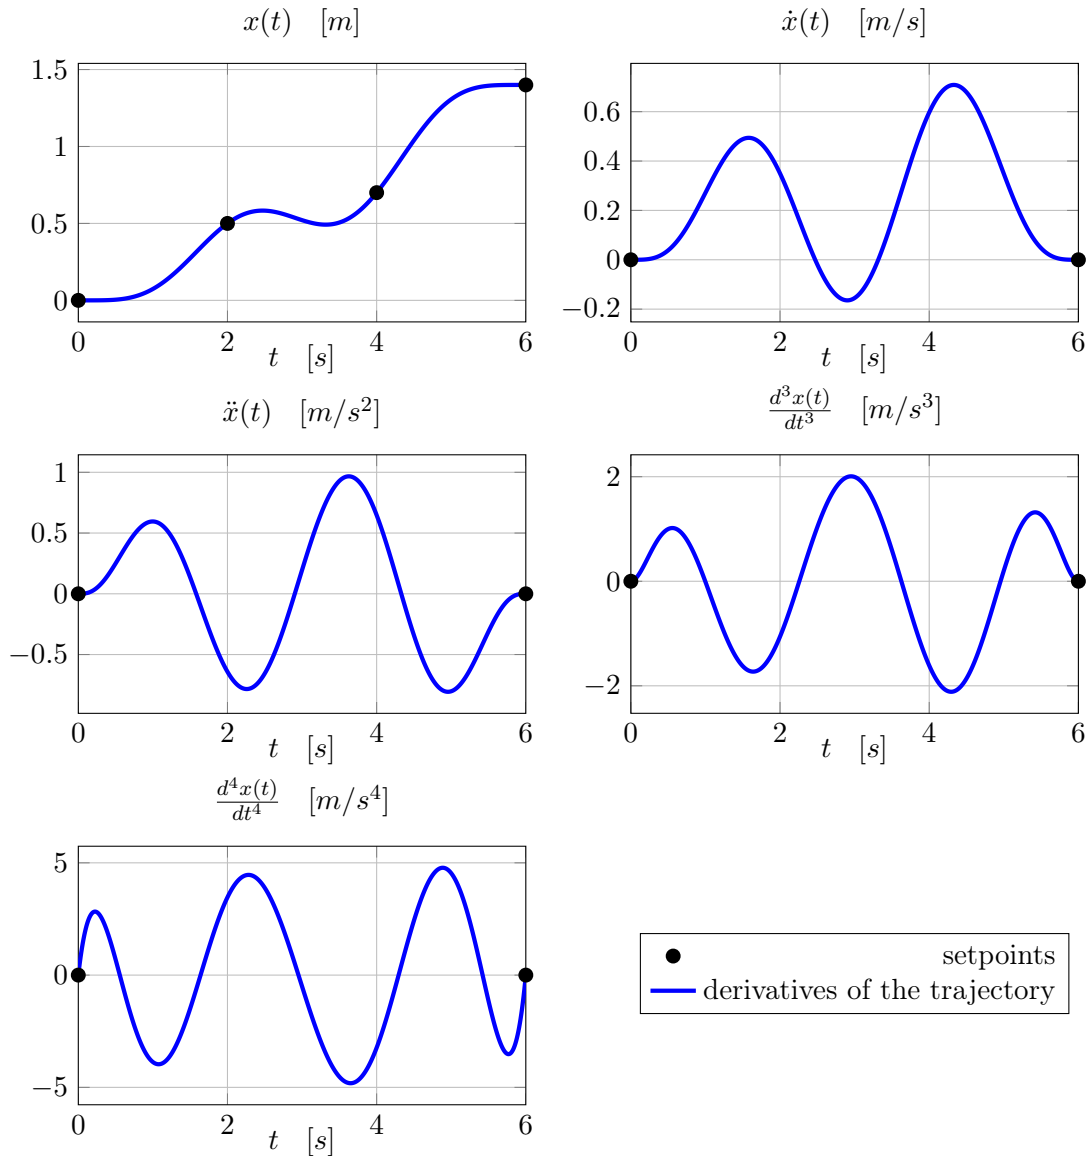 x(t) [m]
1.5
1
0.5
0
0 2 4 6
t [s]
ẋ(t) [m/s]
0.6
0.4
0.2
0
−0.2
0 2 4 6
t [s]
ẍ(t) [m/s²]
1
0.5
0
−0.5
0 2 4 6
t [s]
d³x(t)/dt³ [m/s³]
2
0
−2
0 2 4 6
t [s]
d⁴x(t)/dt⁴ [m/s⁴]
5
0
−5
0 2 4 6
t [s]
setpoints
derivatives of the trajectory